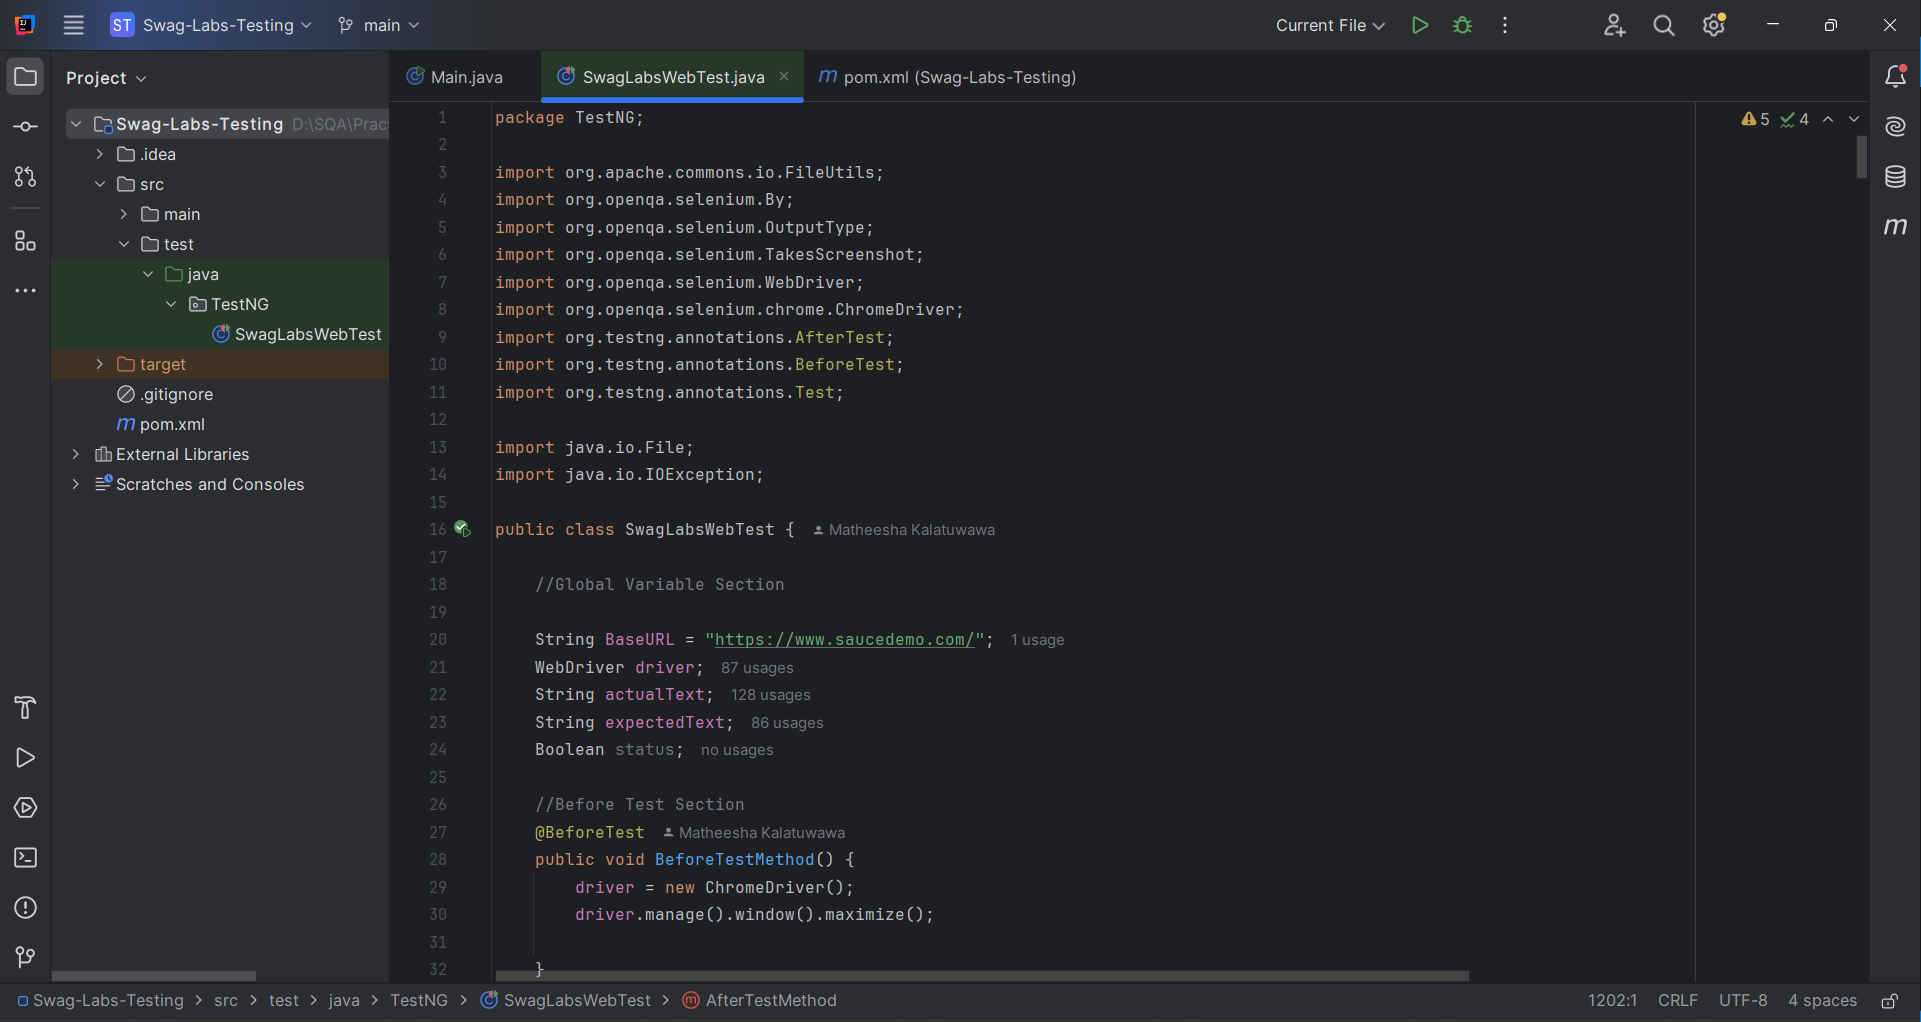 ST Swag-Labs-Testing main Current File
Project
Main.java SwagLabsWebTest.java pom.xml (Swag-Labs-Testing)
Swag-Labs-Testing D:\SQA\Prac
.idea
src
main
test
java
TestNG
SwagLabsWebTest
target
.gitignore
m pom.xml
External Libraries
Scratches and Consoles
5 4
1 package TestNG;
2
3 import org.apache.commons.io.FileUtils;
4 import org.openqa.selenium.By;
5 import org.openqa.selenium.OutputType;
6 import org.openqa.selenium.TakesScreenshot;
7 import org.openqa.selenium.WebDriver;
8 import org.openqa.selenium.chrome.ChromeDriver;
9 import org.testng.annotations.AfterTest;
10 import org.testng.annotations.BeforeTest;
11 import org.testng.annotations.Test;
12
13 import java.io.File;
14 import java.io.IOException;
15
16 public class SwagLabsWebTest { Matheesha Kalatuwawa
17
18 //Global Variable Section
19
20 String BaseURL = "https://www.saucedemo.com/"; 1 usage
21 WebDriver driver; 87 usages
22 String actualText; 128 usages
23 String expectedText; 86 usages
24 Boolean status; no usages
25
26 //Before Test Section
27 @BeforeTest Matheesha Kalatuwawa
28 public void BeforeTestMethod() {
29 driver = new ChromeDriver();
30 driver.manage().window().maximize();
31
32 }
Swag-Labs-Testing > src > test > java > TestNG > SwagLabsWebTest > AfterTestMethod
1202:1 CRLF UTF-8 4 spaces